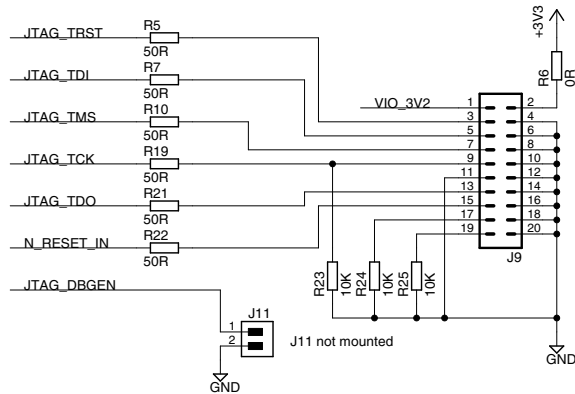 JTAG_TRST
R5
50R
JTAG_TDI
R7
50R
JTAG_TMS
R10
50R
JTAG_TCK
R19
50R
JTAG_TDO
R21
50R
N_RESET_IN
R22
50R
JTAG_DBGEN
J11
1
2
J11 not mounted
GND
+3V3
R6
0R
VIO_3V2
1 2
3 4
5 6
7 8
9 10
11 12
13 14
15 16
17 18
19 20
J9
R23
10K
R24
10K
R25
10K
GND